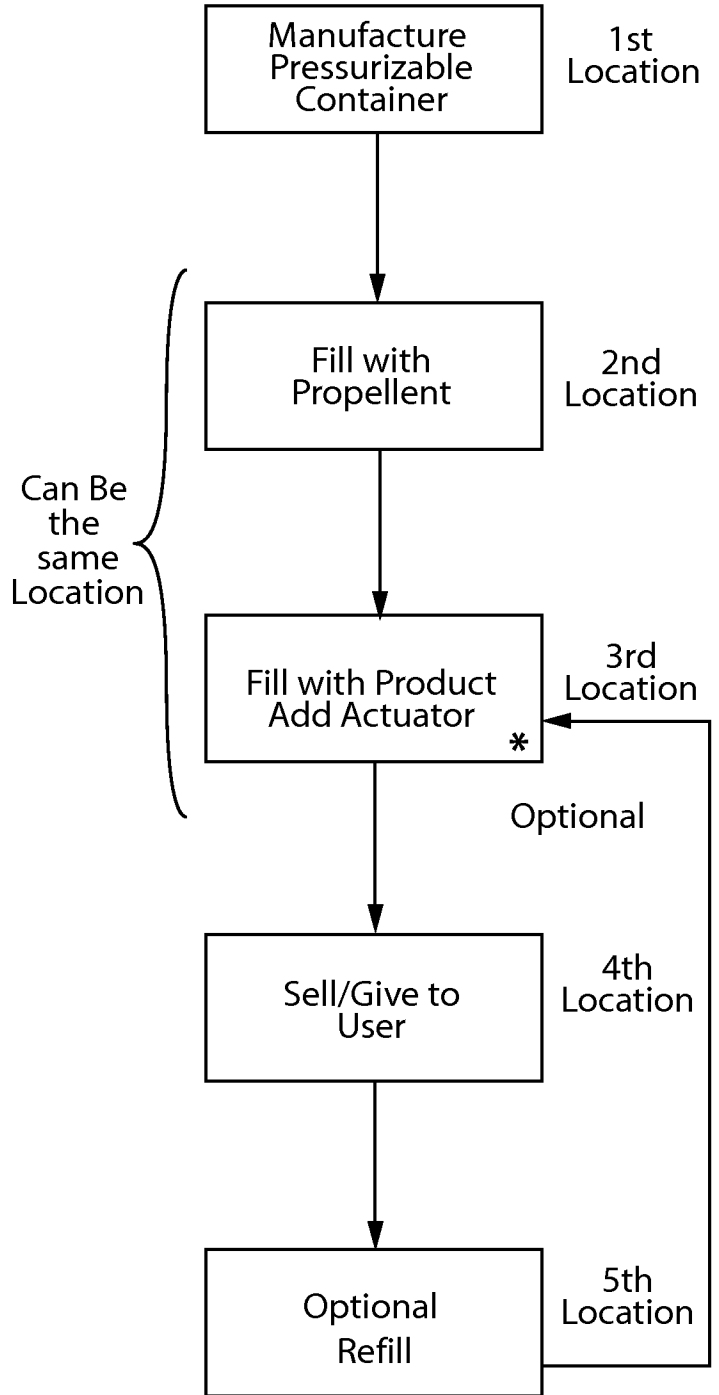 Manufacture
Pressurizable
Container
1st
Location
Fill with
Propellent
2nd
Location
Can Be
the
same
Location
Fill with Product
Add Actuator
*
3rd
Location
Optional
Sell/Give to
User
4th
Location
Optional
Refill
5th
Location